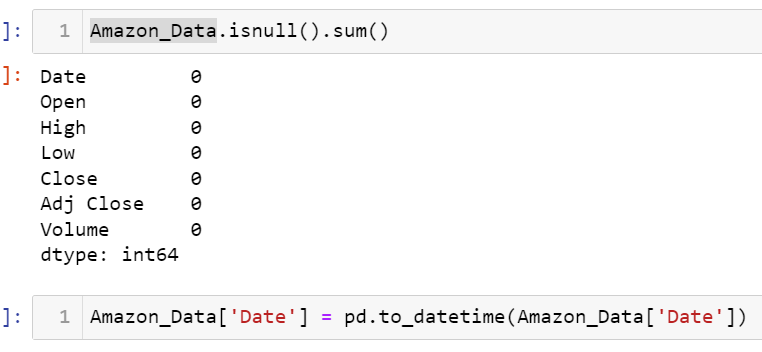 ]: 1 Amazon_Data.isnull().sum()
]: Date 0
Open 0
High 0
Low 0
Close 0
Adj Close 0
Volume 0
dtype: int64
]: 1 Amazon_Data['Date'] = pd.to_datetime(Amazon_Data['Date'])